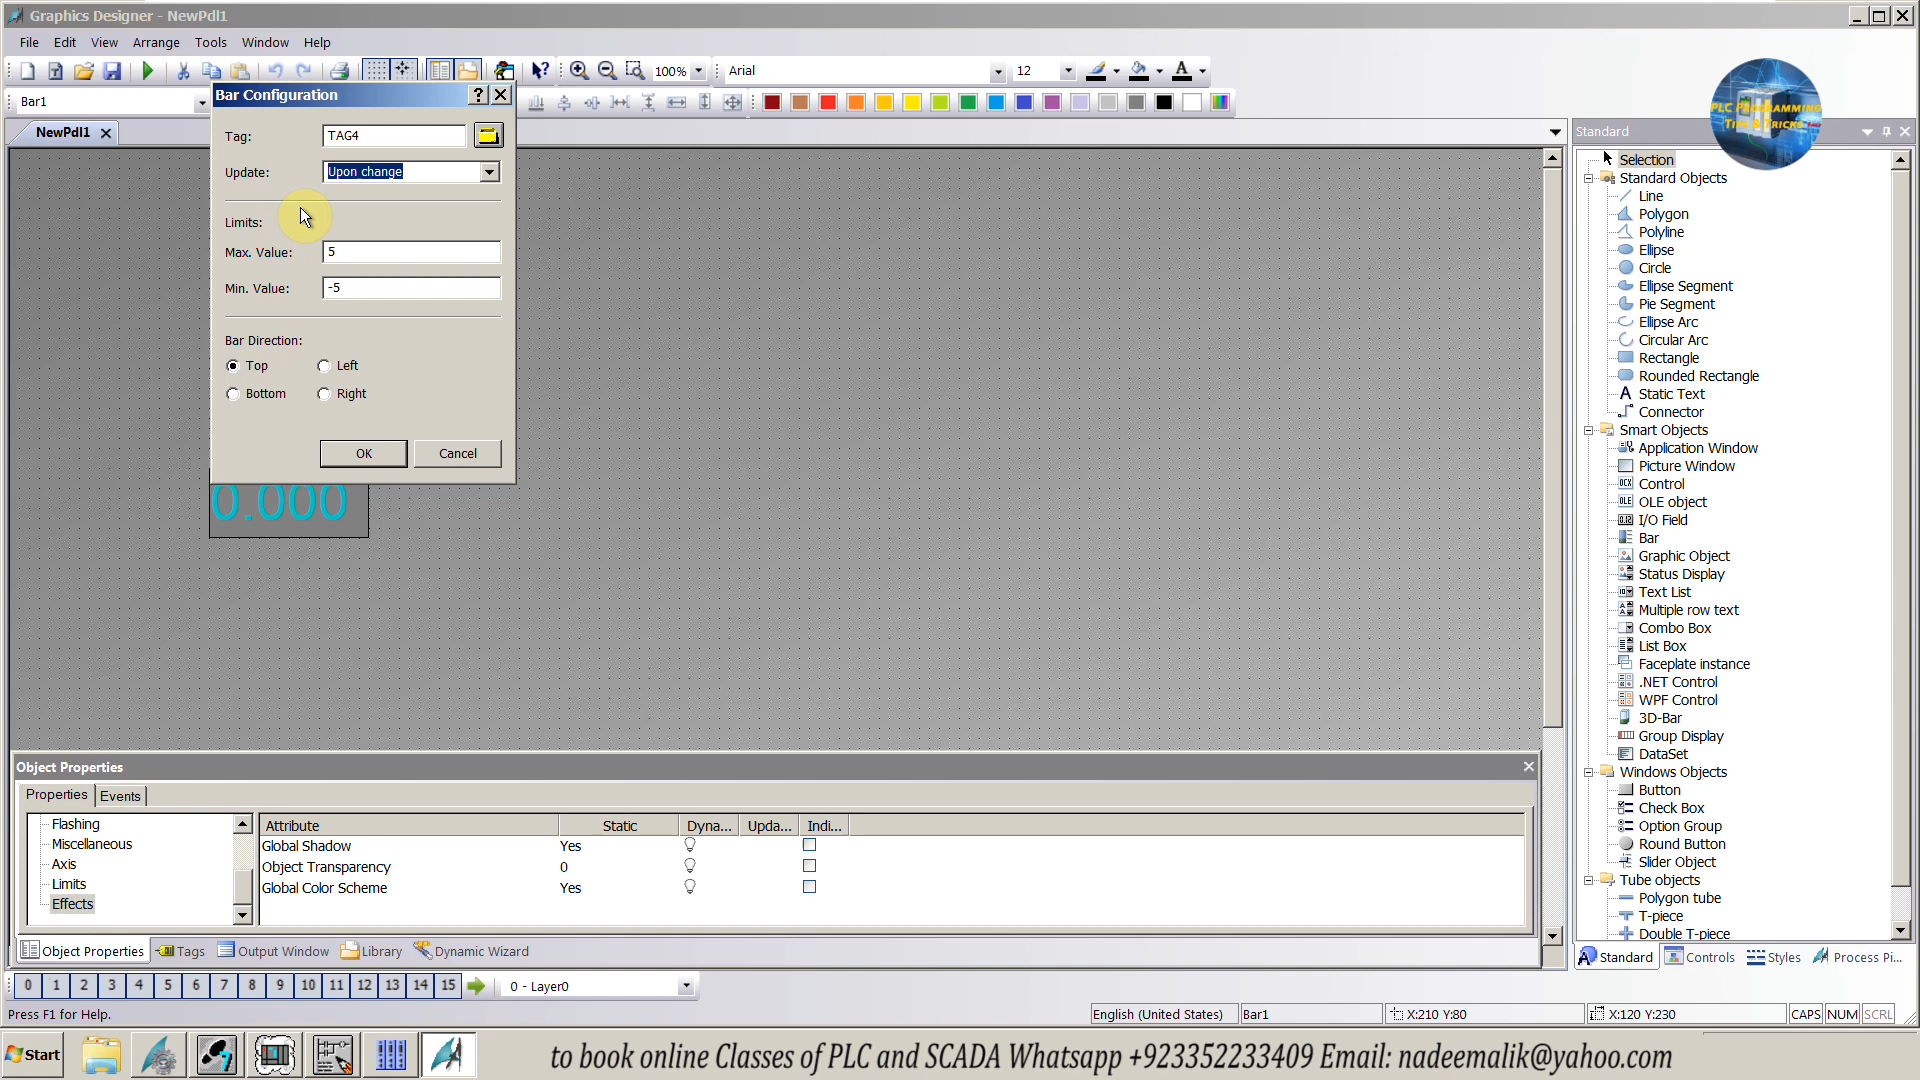 Graphics Designer - NewPdl1
File Edit View Arrange Tools Window Help
100% Arial 12
Bar1
Bar Configuration
NewPdl1
Tag: TAG4
Update: Upon change
Limits:
Max. Value: 5
Min. Value: -5
Bar Direction:
Top Left
Bottom Right
OK Cancel
0.000
PLC PROGRAMMING
TIPS & TRICKS
Standard
Selection
Standard Objects
Line
Polygon
Polyline
Ellipse
Circle
Ellipse Segment
Pie Segment
Ellipse Arc
Circular Arc
Rectangle
Rounded Rectangle
Static Text
Connector
Smart Objects
Application Window
Picture Window
Control
OLE object
I/O Field
Bar
Graphic Object
Status Display
Text List
Multiple row text
Combo Box
List Box
Faceplate instance
.NET Control
WPF Control
3D-Bar
Group Display
DataSet
Windows Objects
Button
Check Box
Option Group
Round Button
Slider Object
Tube objects
Polygon tube
T-piece
Double T-piece
Standard Controls Styles Process Pi...
Object Properties
Properties Events
Flashing
Miscellaneous
Axis
Limits
Effects
Attribute Static Dyna... Upda... Indi...
Global Shadow Yes
Object Transparency 0
Global Color Scheme Yes
Object Properties Tags Output Window Library Dynamic Wizard
0 1 2 3 4 5 6 7 8 9 10 11 12 13 14 15 0 - Layer0
Press F1 for Help. English (United States) Bar1 X:210 Y:80 X:120 Y:230 CAPS NUM SCRL
Start
to book online Classes of PLC and SCADA Whatsapp +923352233409 Email: nadeemalik@yahoo.com